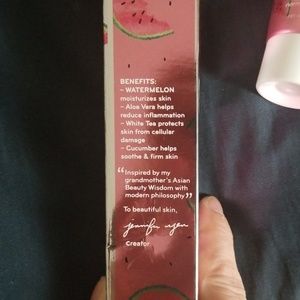 BENEFITS:
– WATERMELON
moisturizes skin
– Aloe Vera helps
reduce inflammation
– White Tea protects
skin from cellular
damage
– Cucumber helps
soothe & firm skin
“Inspired by my
grandmother's Asian
Beauty Wisdom with
modern philosophy”
To beautiful skin,
Creator